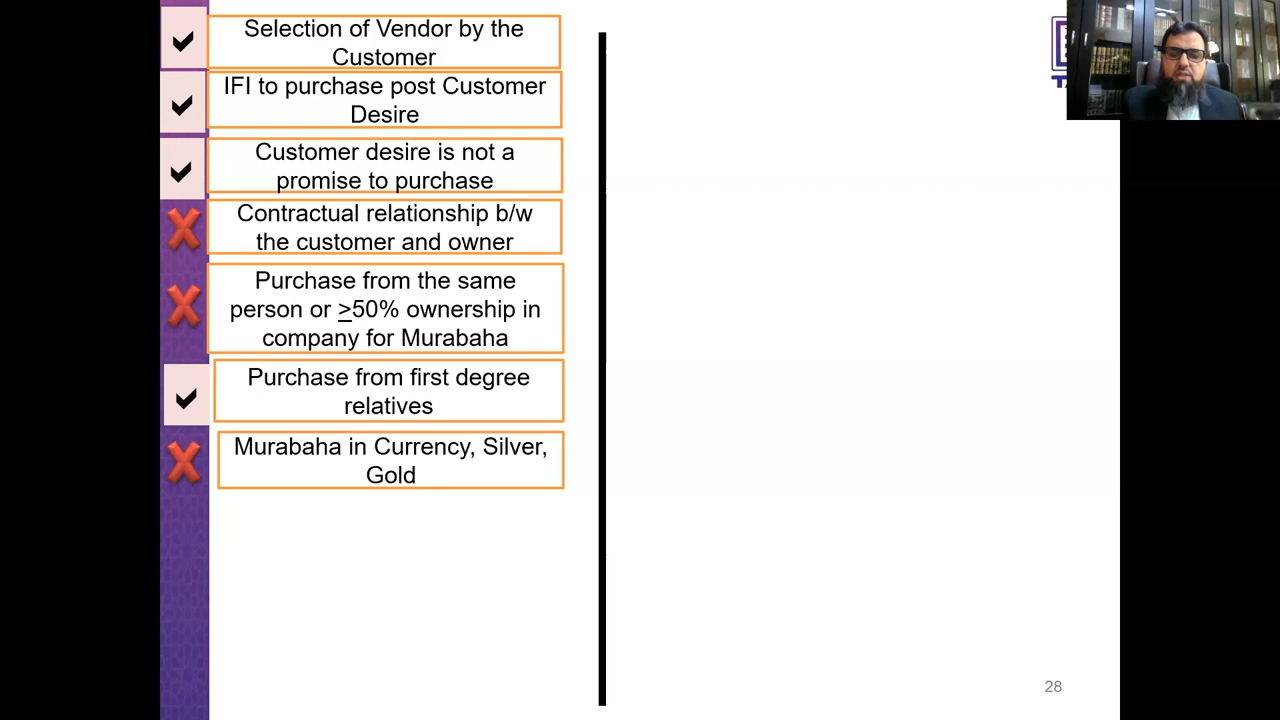 Selection of Vendor by the
Customer
IFI to purchase post Customer
Desire
Customer desire is not a
promise to purchase
Contractual relationship b/w
the customer and owner
Purchase from the same
person or >50% ownership in
company for Murabaha
Purchase from first degree
relatives
Murabaha in Currency, Silver,
Gold
28